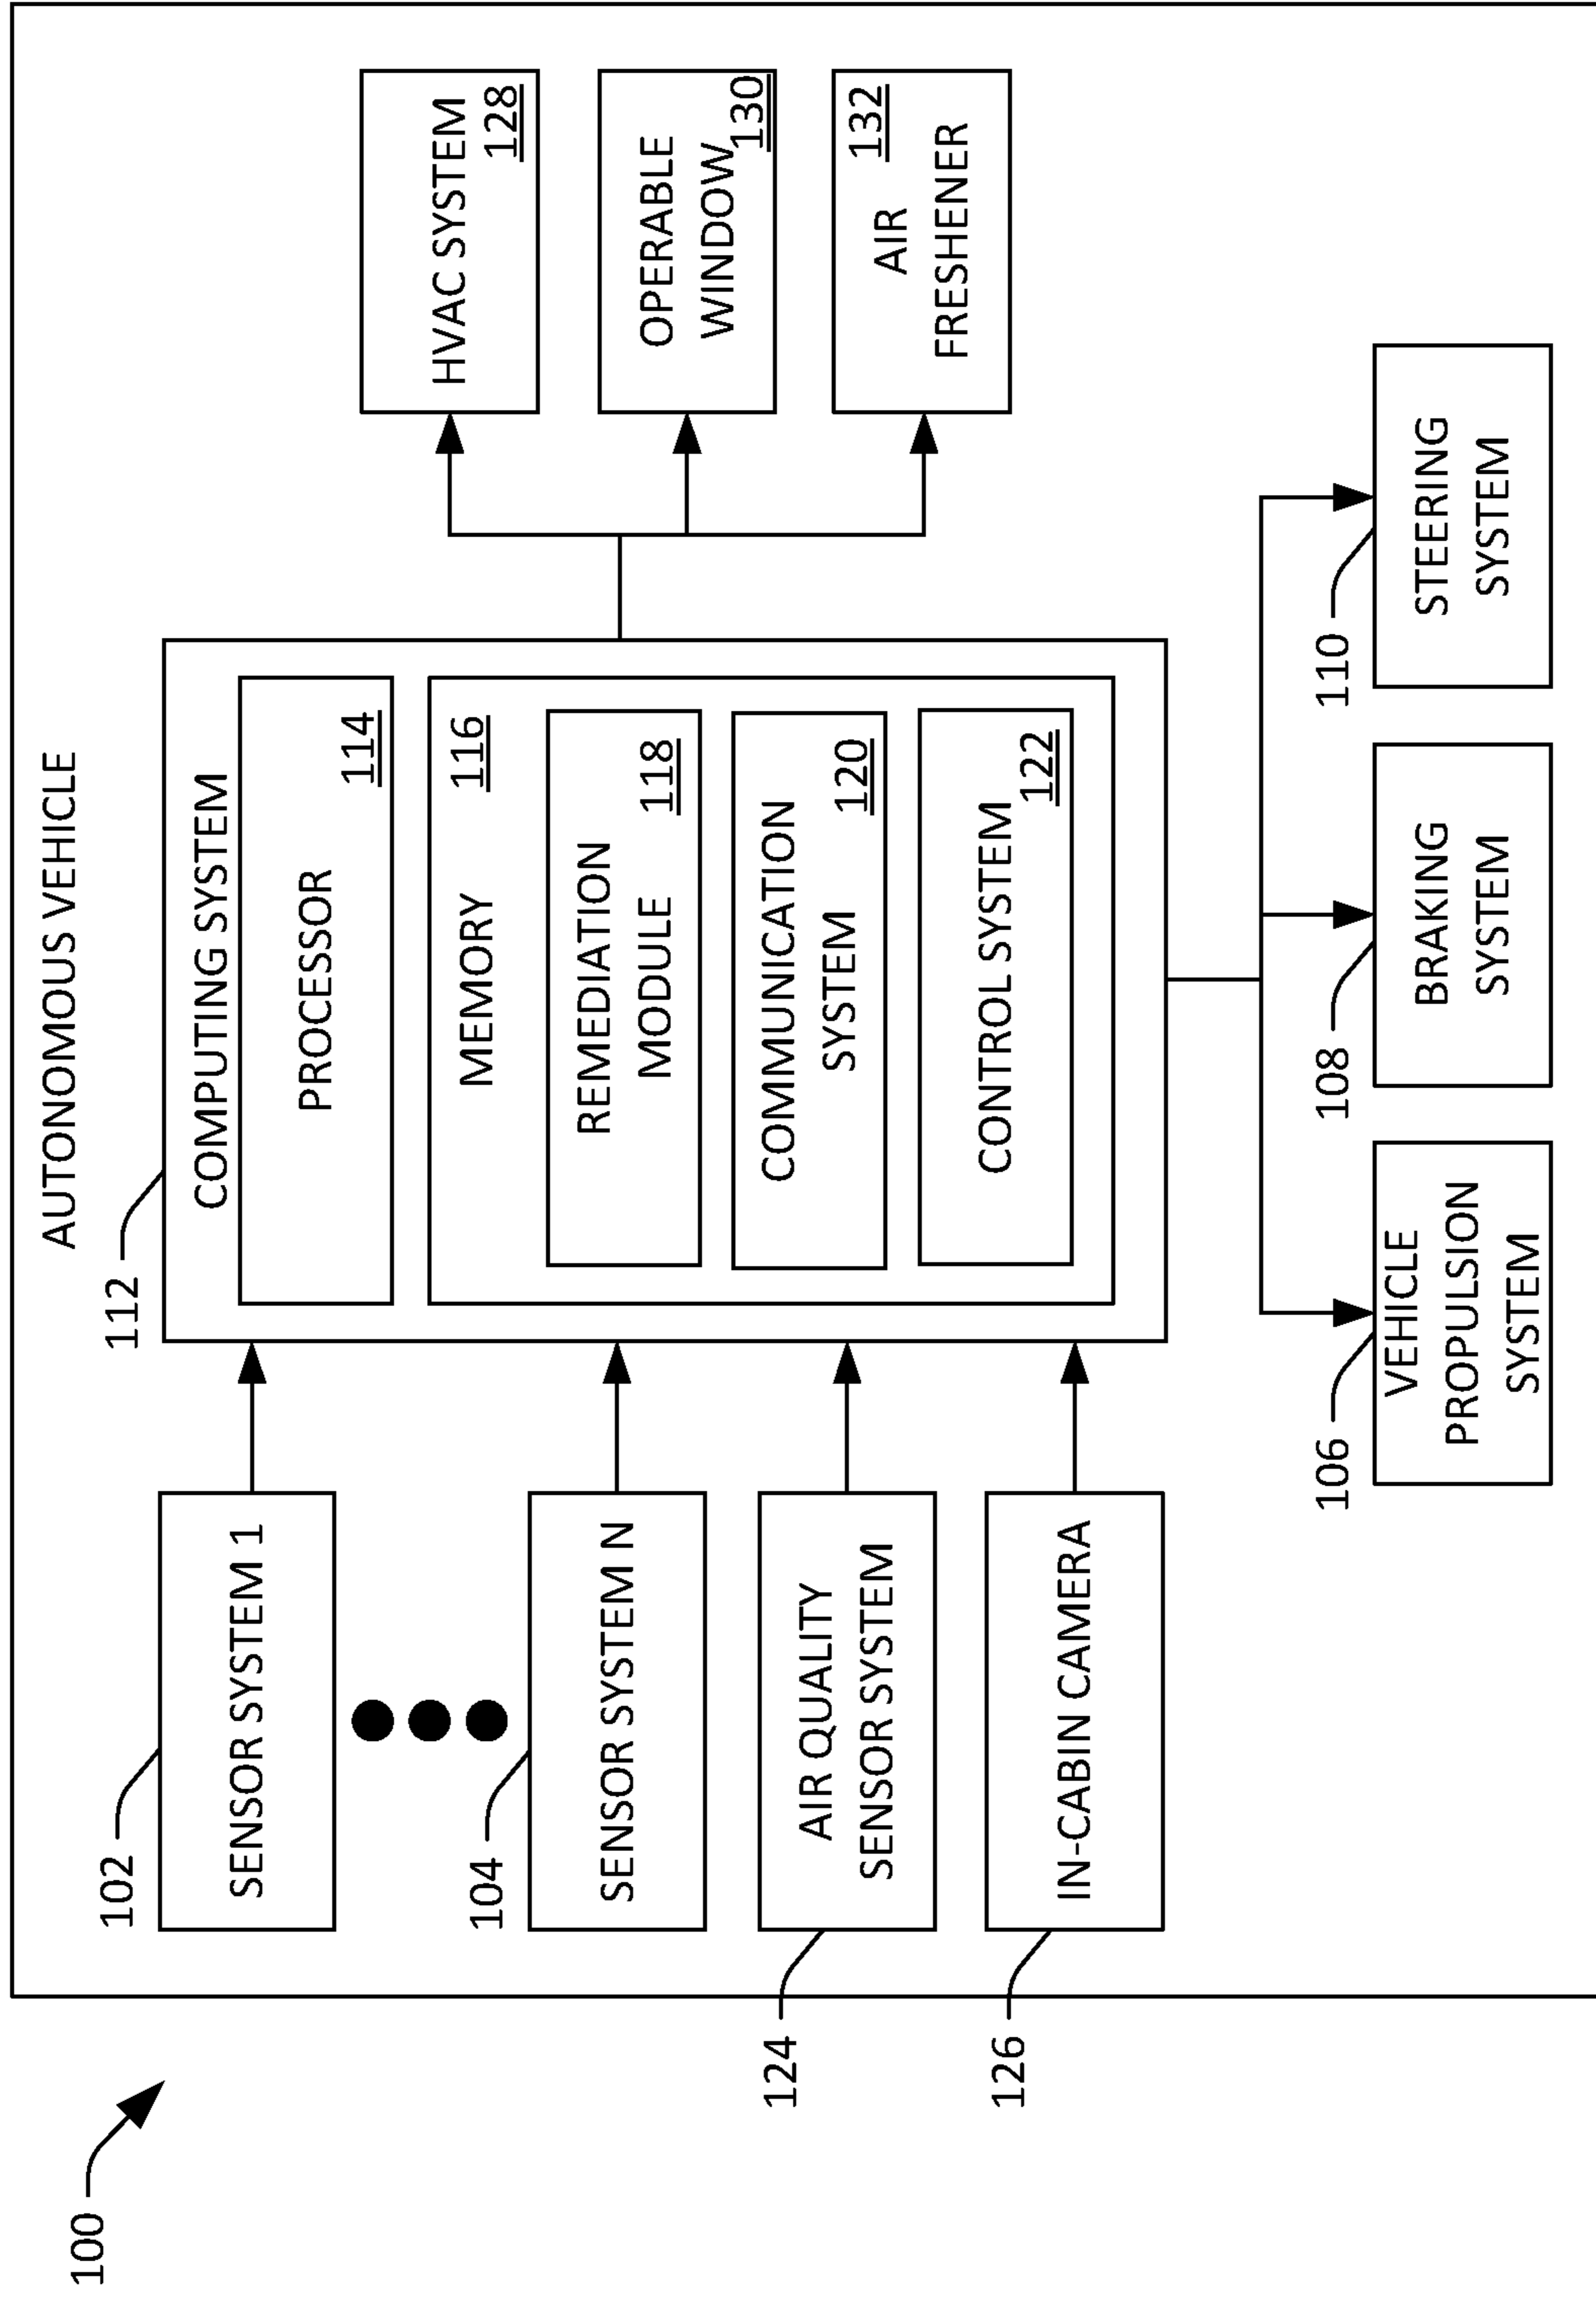 100
AUTONOMOUS VEHICLE
112
COMPUTING SYSTEM
PROCESSOR
114
MEMORY
116
REMEDIATION
MODULE
118
COMMUNICATION
SYSTEM
120
CONTROL SYSTEM
122
102
SENSOR SYSTEM 1
104
SENSOR SYSTEM N
124
AIR QUALITY
SENSOR SYSTEM
126
IN-CABIN CAMERA
HVAC SYSTEM
128
OPERABLE
WINDOW
130
132
AIR
FRESHENER
106
VEHICLE
PROPULSION
SYSTEM
108
BRAKING
SYSTEM
110
STEERING
SYSTEM